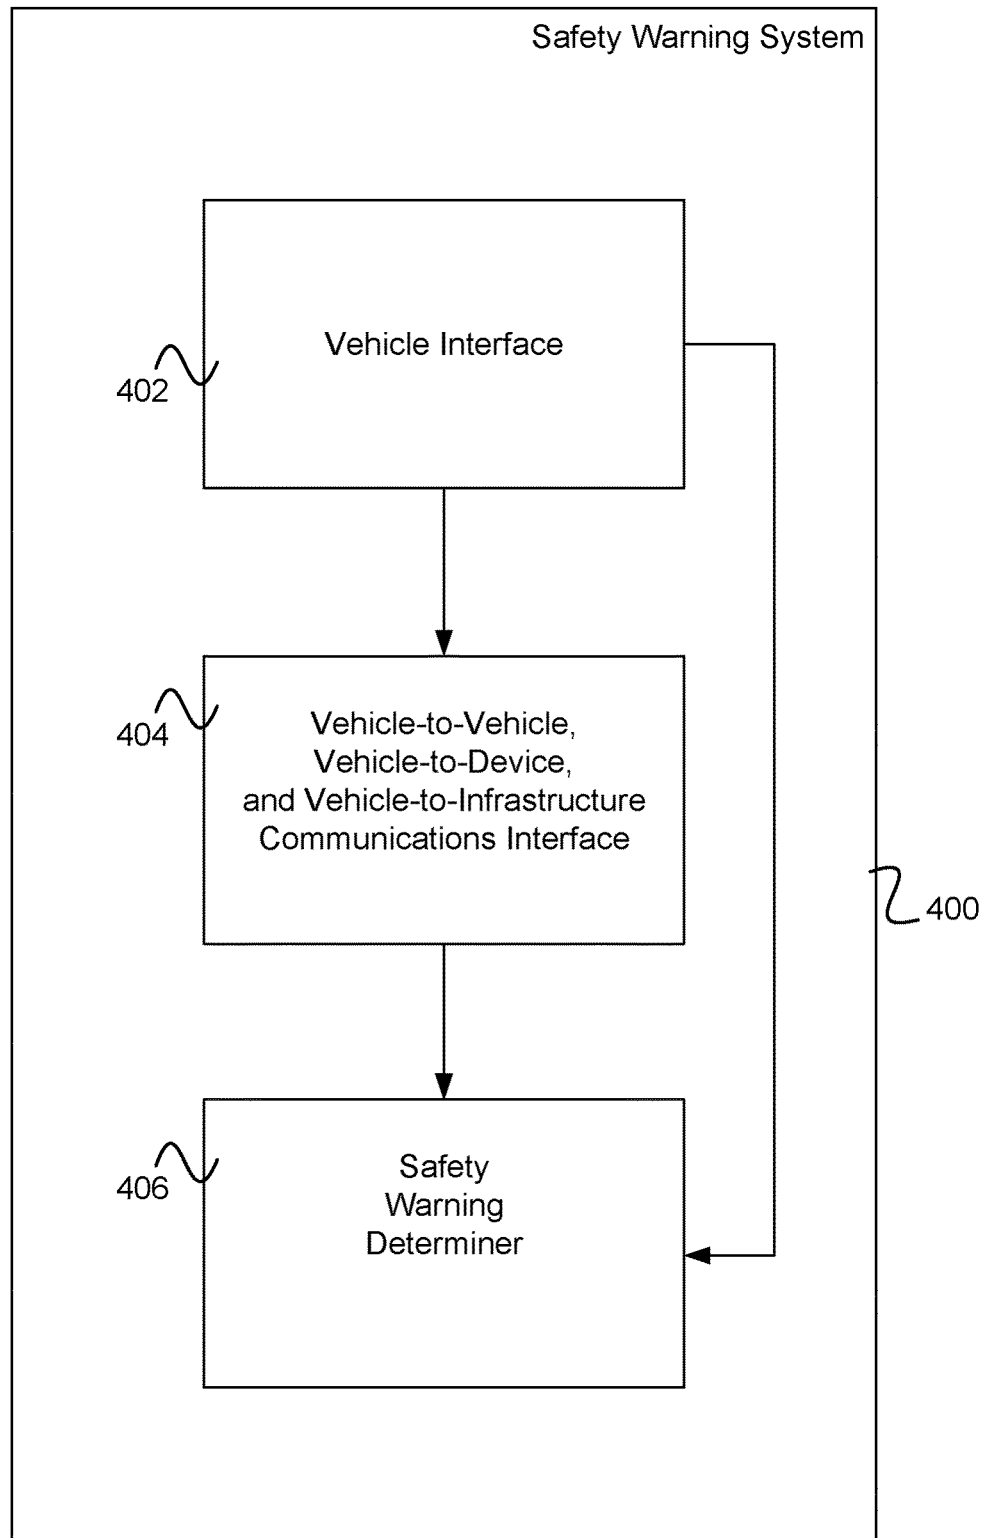 Safety Warning System
Vehicle Interface
402
404
Vehicle-to-Vehicle,
Vehicle-to-Device,
and Vehicle-to-Infrastructure
Communications Interface
400
406
Safety
Warning
Determiner